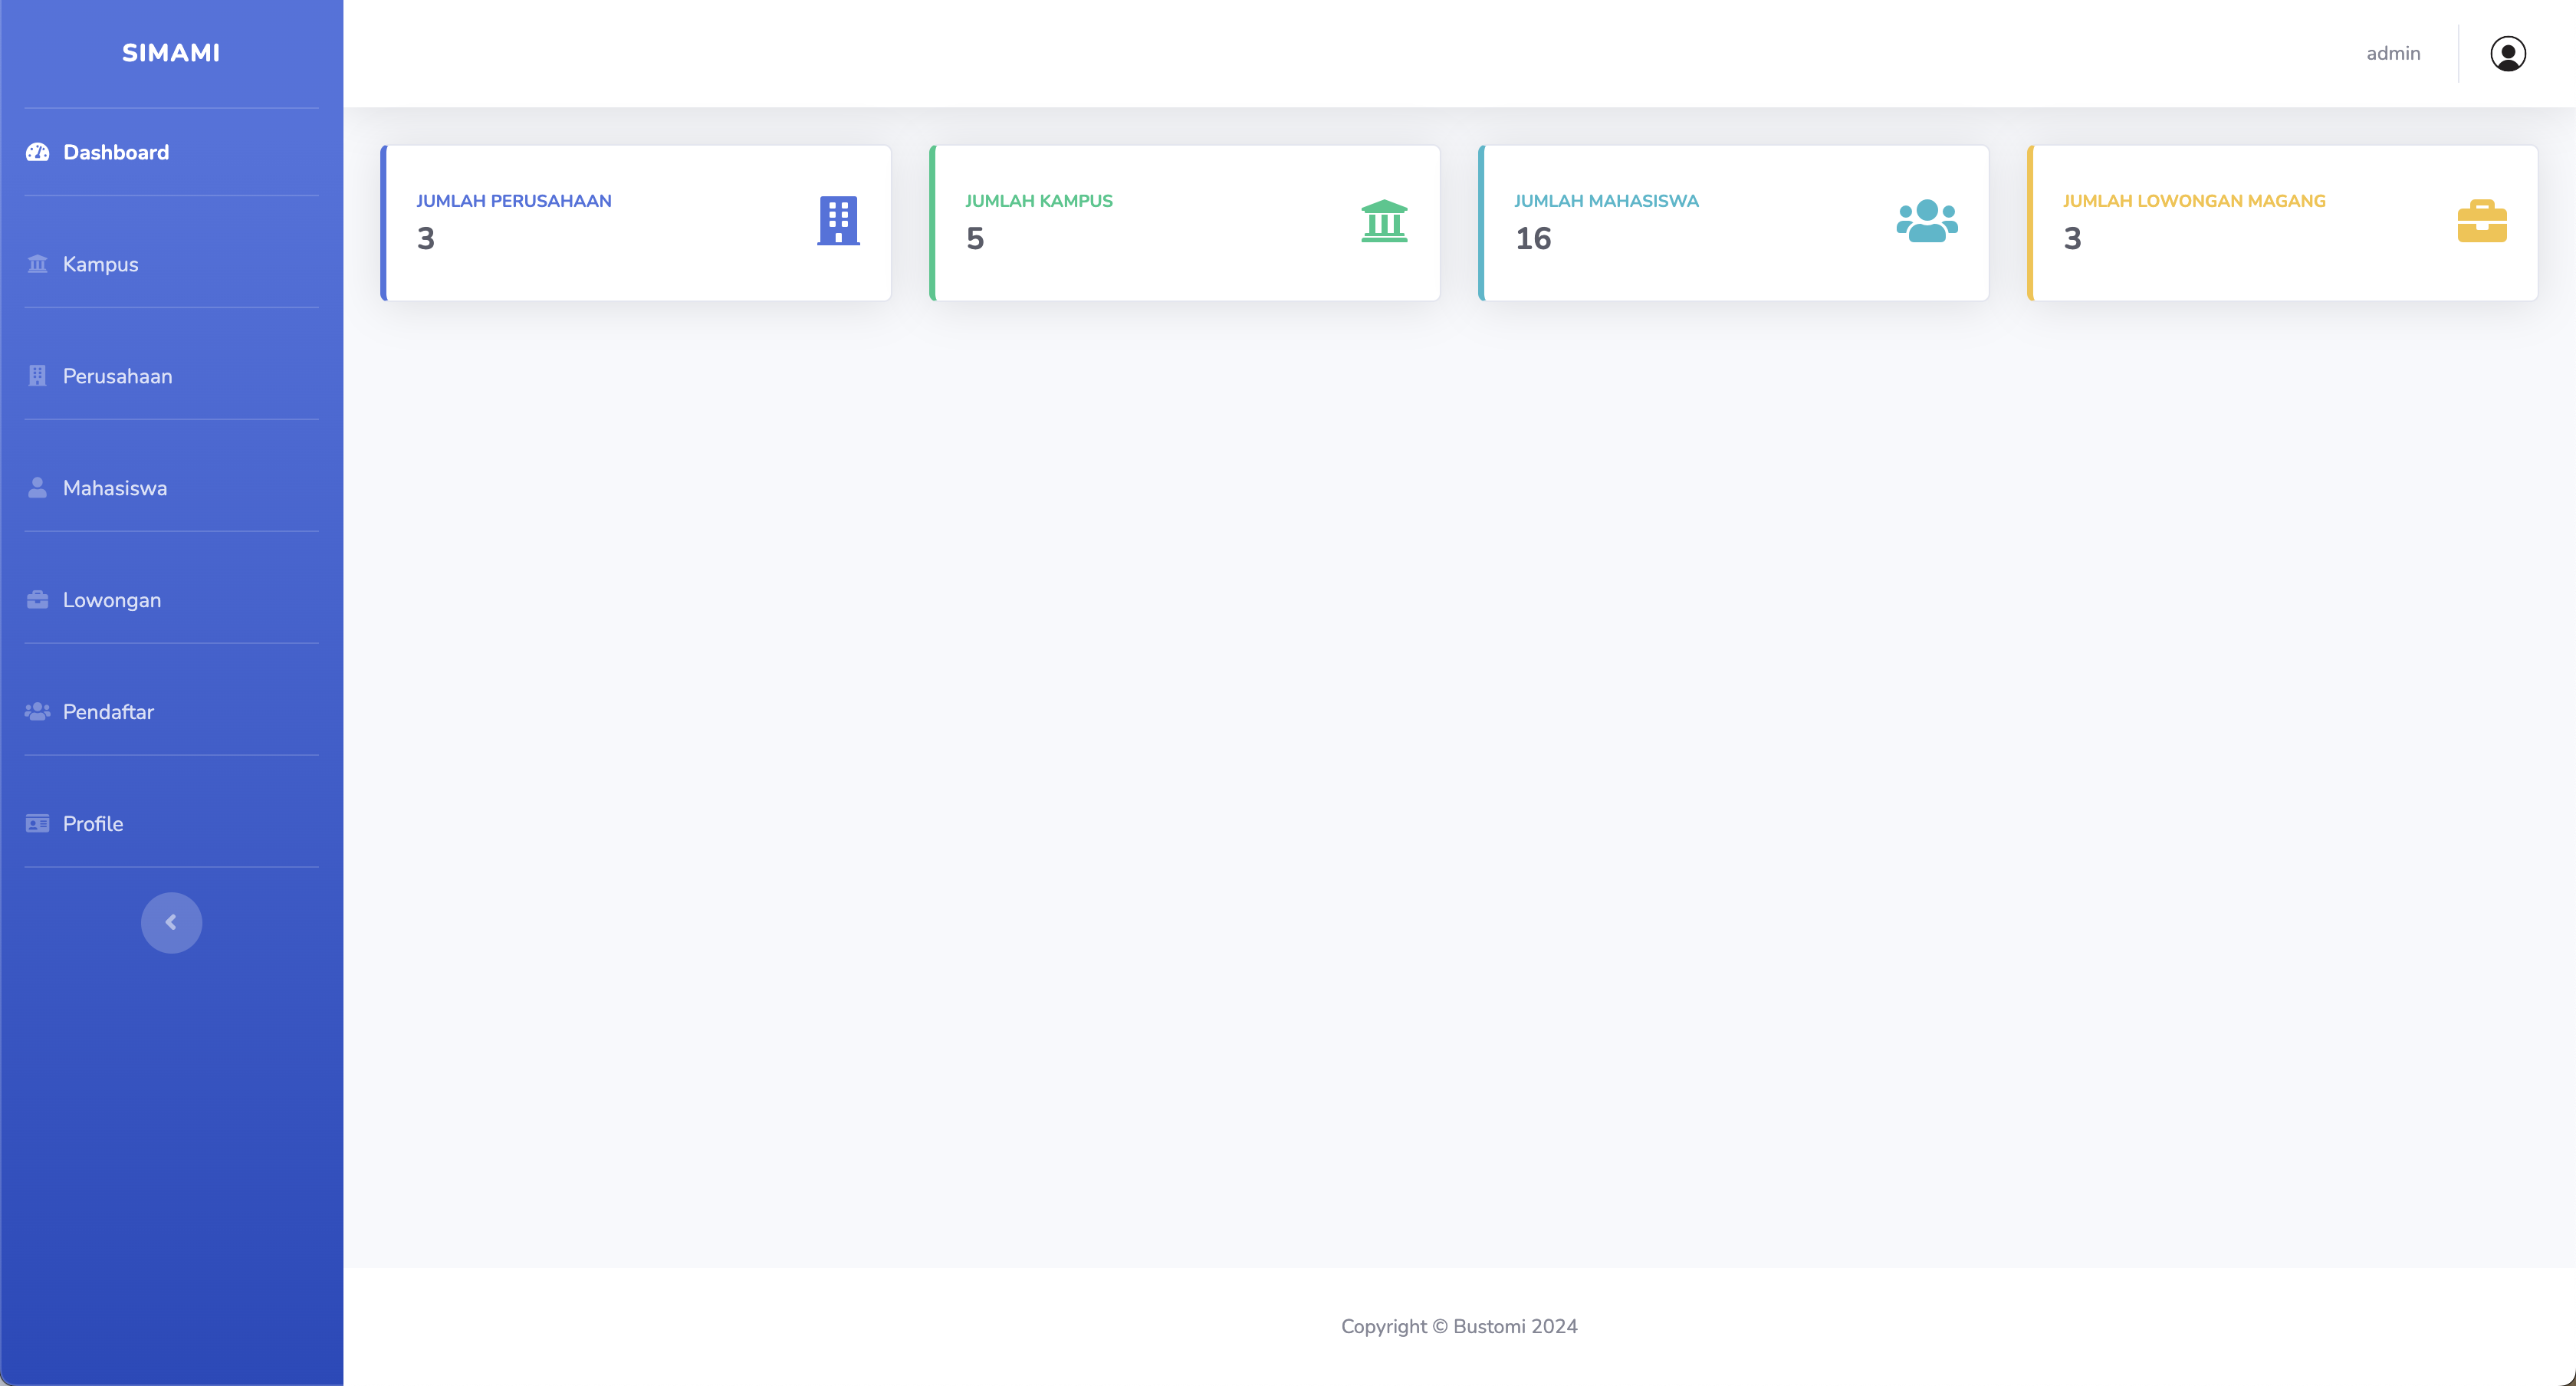 SIMAMI
admin
Dashboard
Kampus
Perusahaan
Mahasiswa
Lowongan
Pendaftar
Profile
JUMLAH PERUSAHAAN
3
JUMLAH KAMPUS
5
JUMLAH MAHASISWA
16
JUMLAH LOWONGAN MAGANG
3
Copyright © Bustomi 2024